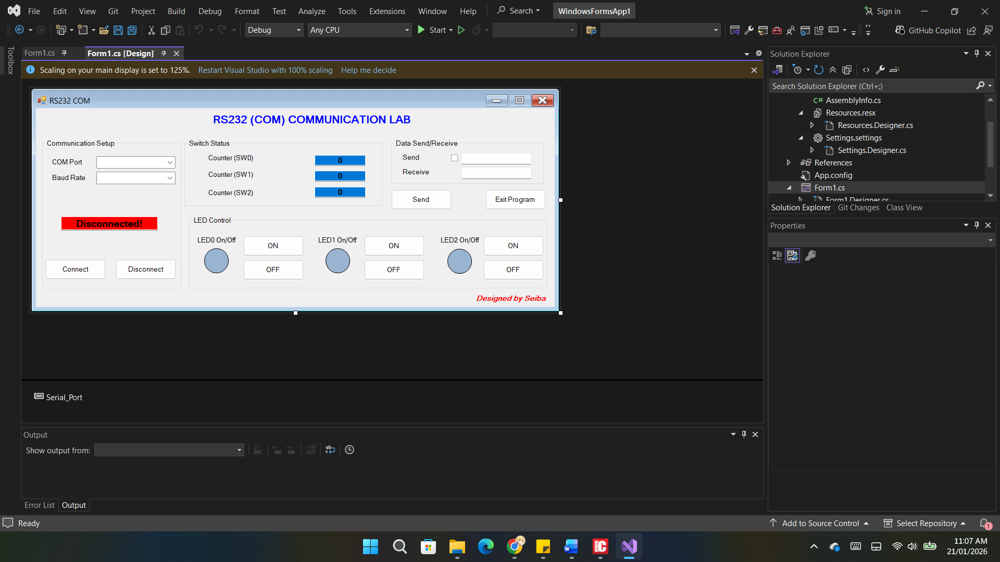 File Edit View Git Project Build Debug Format Test Analyze Tools Extensions Window Help Search WindowsFormsApp1 Sign in
Debug Any CPU Start GitHub Copilot
Toolbox
Form1.cs Form1.cs [Design]
Scaling on your main display is set to 125%. Restart Visual Studio with 100% scaling Help me decide
RS232 COM
RS232 (COM) COMMUNICATION LAB
Communication Setup
COM Port
Baud Rate
Disconnected!
Connect Disconnect
Switch Status
Counter (SW0) 0
Counter (SW1) 0
Counter (SW2) 0
Data Send/Receive
Send
Receive
Send Exit Program
LED Control
LED0 On/Off ON LED1 On/Off ON LED2 On/Off ON
OFF OFF OFF
Designed by Seiba
Serial_Port
Output
Show output from:
Error List Output
Solution Explorer
Search Solution Explorer (Ctrl+;)
AssemblyInfo.cs
Resources.resx
Resources.Designer.cs
Settings.settings
Settings.Designer.cs
References
App.config
Form1.cs
Form1.Designer.cs
Solution Explorer Git Changes Class View
Properties
Ready Add to Source Control Select Repository 1
11:07 AM
21/01/2026